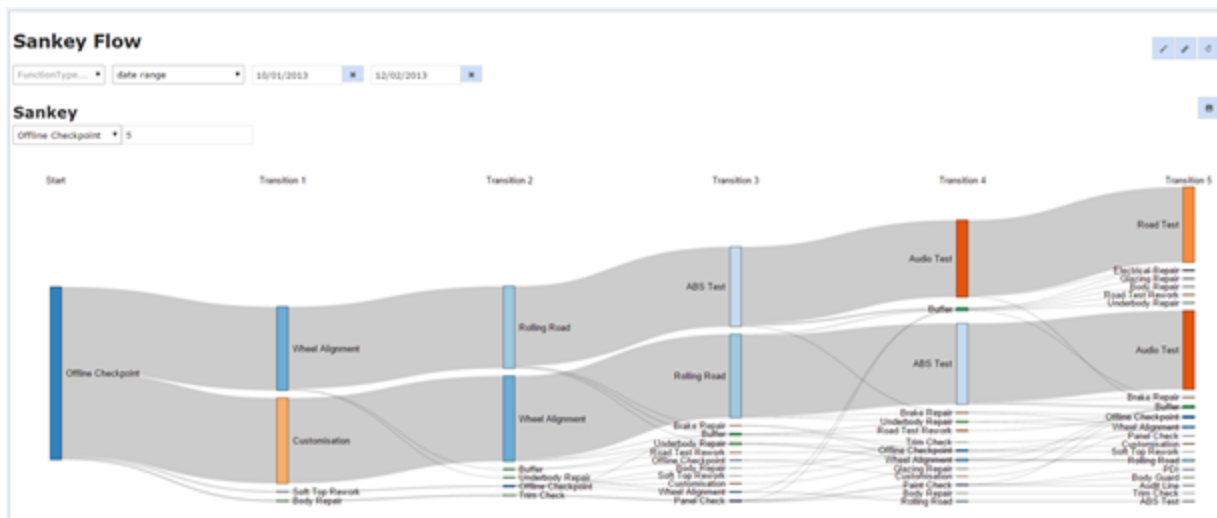 Sankey Flow
FunctionType... date range 10/01/2013 12/02/2013
Sankey
Offline Checkpoint 5
Start Transition 1 Transition 2 Transition 3 Transition 4 Transition 5
Offline Checkpoint
Wheel Alignment
Customisation
Soft Top Rework
Body Repair
Rolling Road
Wheel Alignment
Buffer
Underbody Repair
Offline Checkpoint
Trim Check
ABS Test
Rolling Road
Brake Repair
Buffer
Underbody Repair
Road Test Rework
Offline Checkpoint
Body Repair
Soft Top Rework
Customisation
Wheel Alignment
Panel Check
Audio Test
Buffer
ABS Test
Brake Repair
Underbody Repair
Road Test Rework
Trim Check
Offline Checkpoint
Wheel Alignment
Glazing Repair
Customisation
Paint Check
Body Repair
Rolling Road
Road Test
Electrical Repair
Glazing Repair
Body Repair
Road Test Rework
Underbody Repair
Audio Test
Brake Repair
Buffer
Offline Checkpoint
Wheel Alignment
Panel Check
Customisation
Soft Top Rework
Rolling Road
PDI
Body Guard
Audit Line
Trim Check
ABS Test